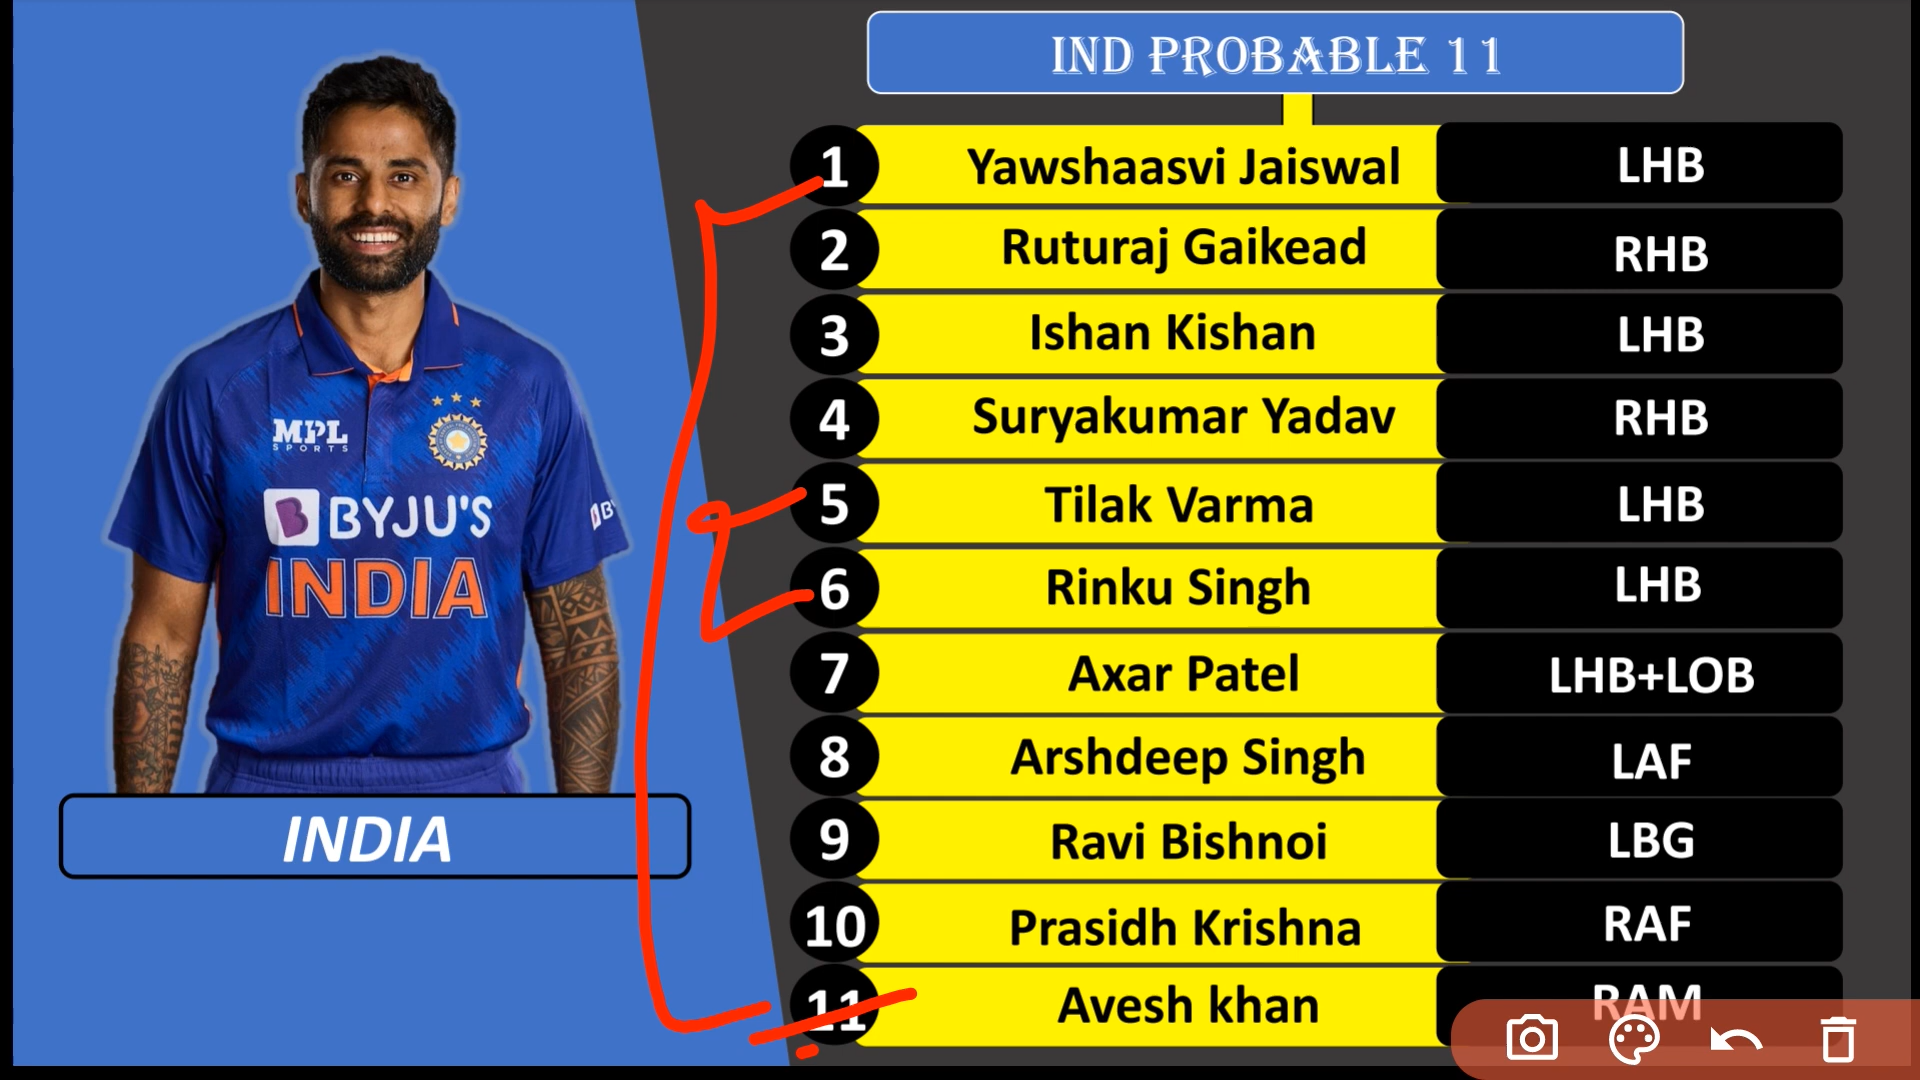 IND PROBABLE 11
1 Yawshaasvi Jaiswal LHB
2 Ruturaj Gaikead RHB
3 Ishan Kishan LHB
4 Suryakumar Yadav RHB
5 Tilak Varma LHB
6 Rinku Singh LHB
7 Axar Patel LHB+LOB
8 Arshdeep Singh LAF
9 Ravi Bishnoi LBG
10 Prasidh Krishna RAF
11 Avesh khan RAM
MPL
SPORTS
BYJU'S
B
INDIA
INDIA